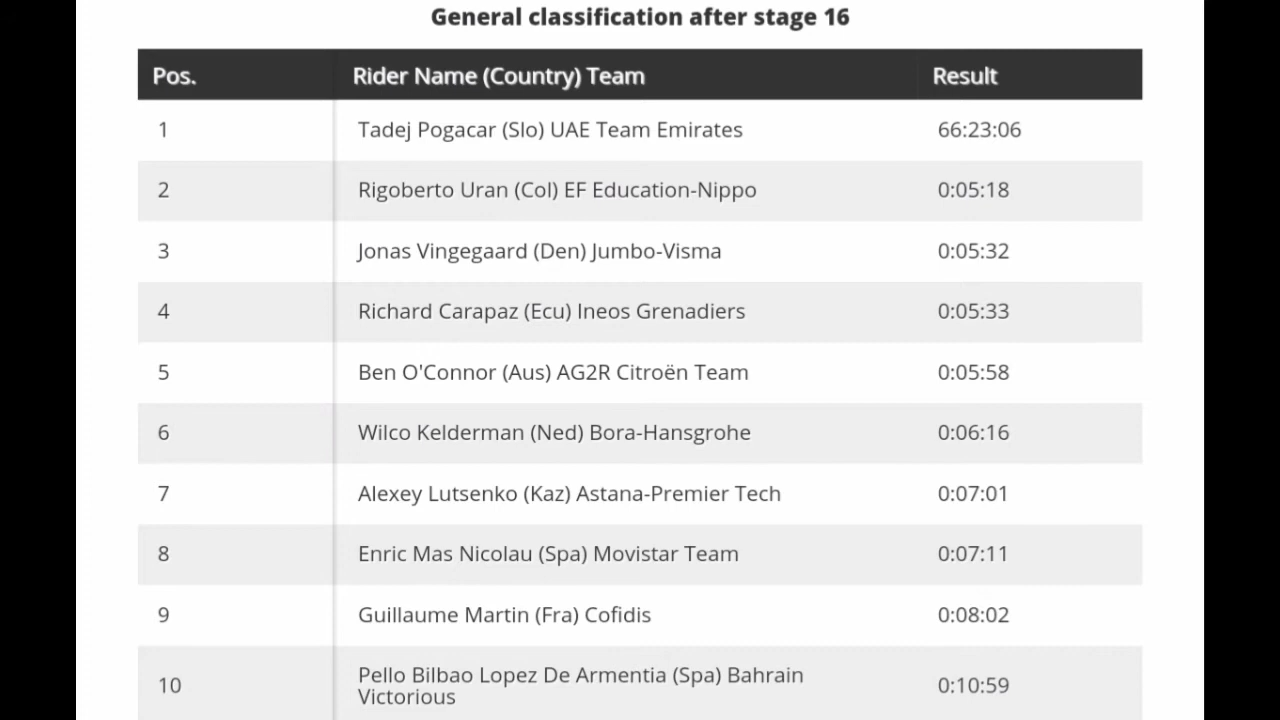 General classification after stage 16
Pos. Rider Name (Country) Team Result
1 Tadej Pogacar (Slo) UAE Team Emirates 66:23:06
2 Rigoberto Uran (Col) EF Education-Nippo 0:05:18
3 Jonas Vingegaard (Den) Jumbo-Visma 0:05:32
4 Richard Carapaz (Ecu) Ineos Grenadiers 0:05:33
5 Ben O'Connor (Aus) AG2R Citroën Team 0:05:58
6 Wilco Kelderman (Ned) Bora-Hansgrohe 0:06:16
7 Alexey Lutsenko (Kaz) Astana-Premier Tech 0:07:01
8 Enric Mas Nicolau (Spa) Movistar Team 0:07:11
9 Guillaume Martin (Fra) Cofidis 0:08:02
10 Pello Bilbao Lopez De Armentia (Spa) Bahrain 0:10:59
Victorious